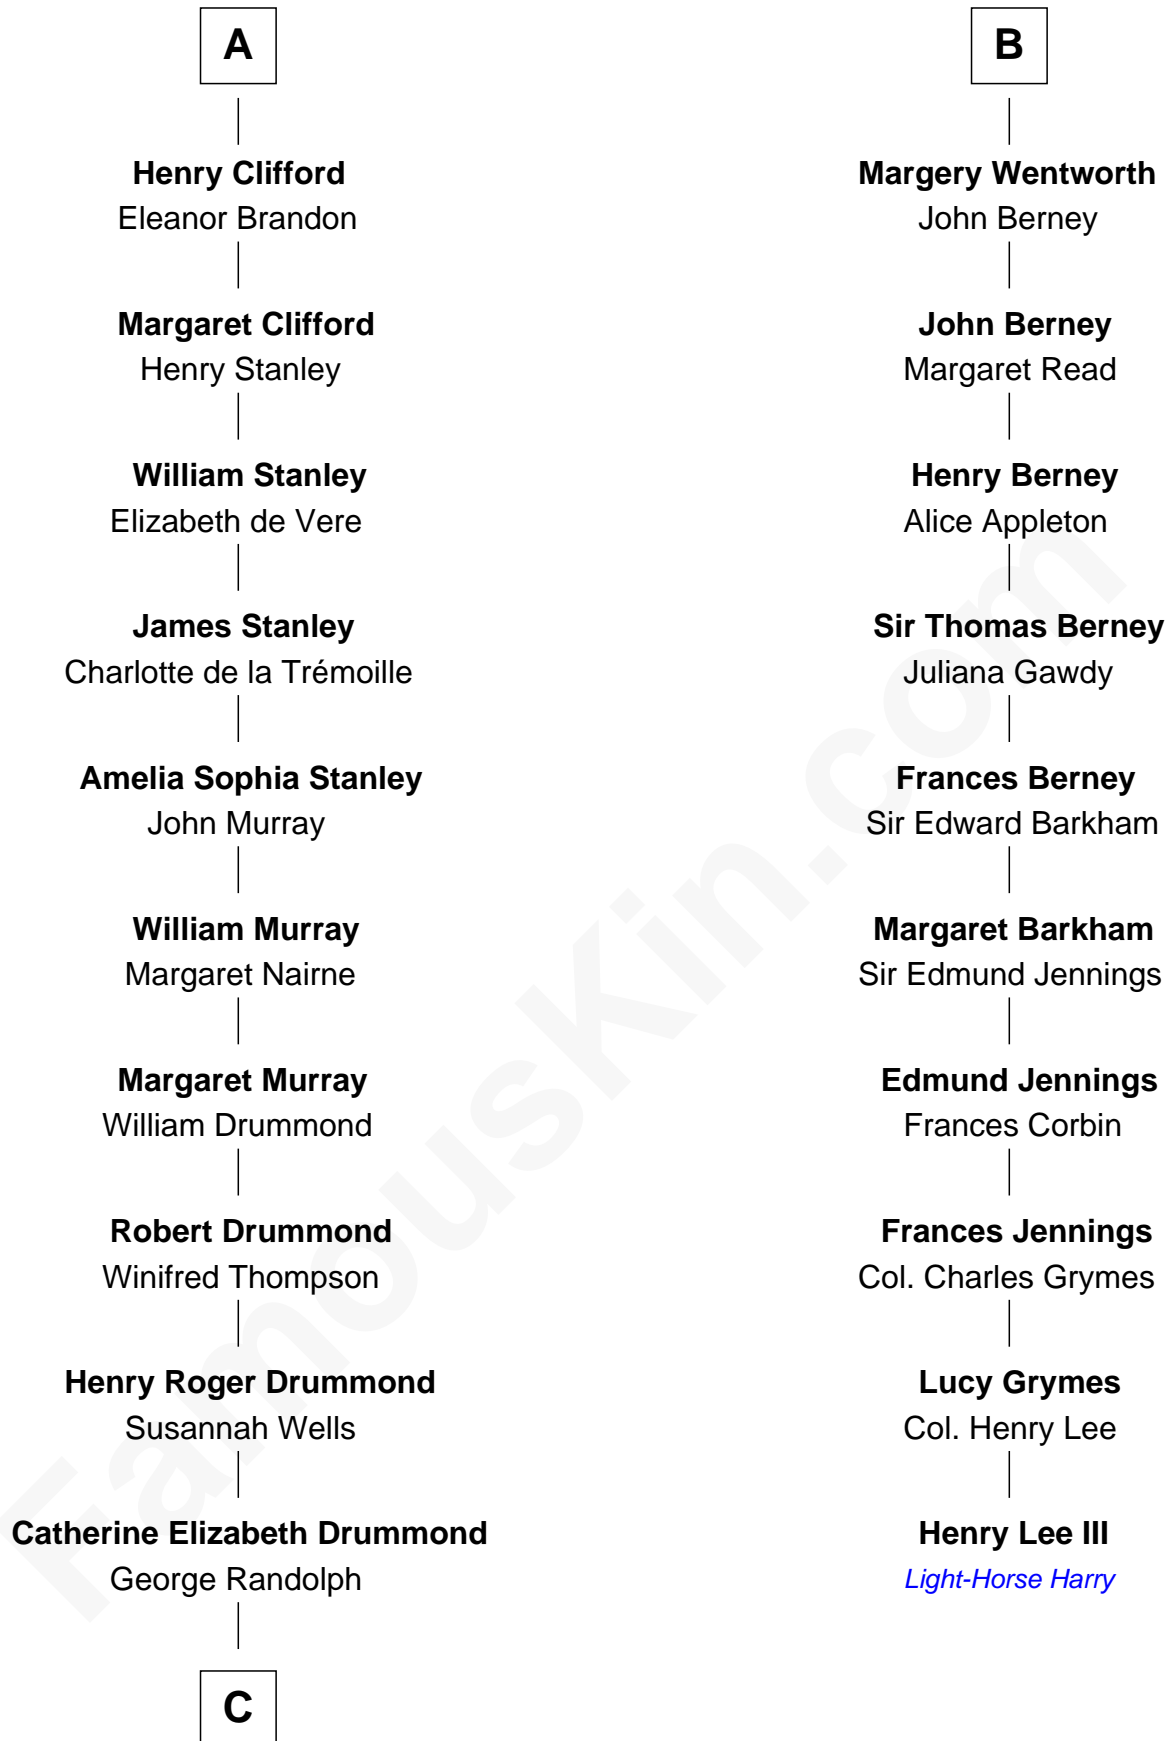 A
Henry Clifford
Eleanor Brandon
Margaret Clifford
Henry Stanley
William Stanley
Elizabeth de Vere
James Stanley
Charlotte de la Trémoille
Amelia Sophia Stanley
John Murray
William Murray
Margaret Nairne
Margaret Murray
William Drummond
Robert Drummond
Winifred Thompson
Henry Roger Drummond
Susannah Wells
Catherine Elizabeth Drummond
George Randolph
C
B
Margery Wentworth
John Berney
John Berney
Margaret Read
Henry Berney
Alice Appleton
Sir Thomas Berney
Juliana Gawdy
Frances Berney
Sir Edward Barkham
Margaret Barkham
Sir Edmund Jennings
Edmund Jennings
Frances Corbin
Frances Jennings
Col. Charles Grymes
Lucy Grymes
Col. Henry Lee
Henry Lee III
Light-Horse Harry
FamousKin.com